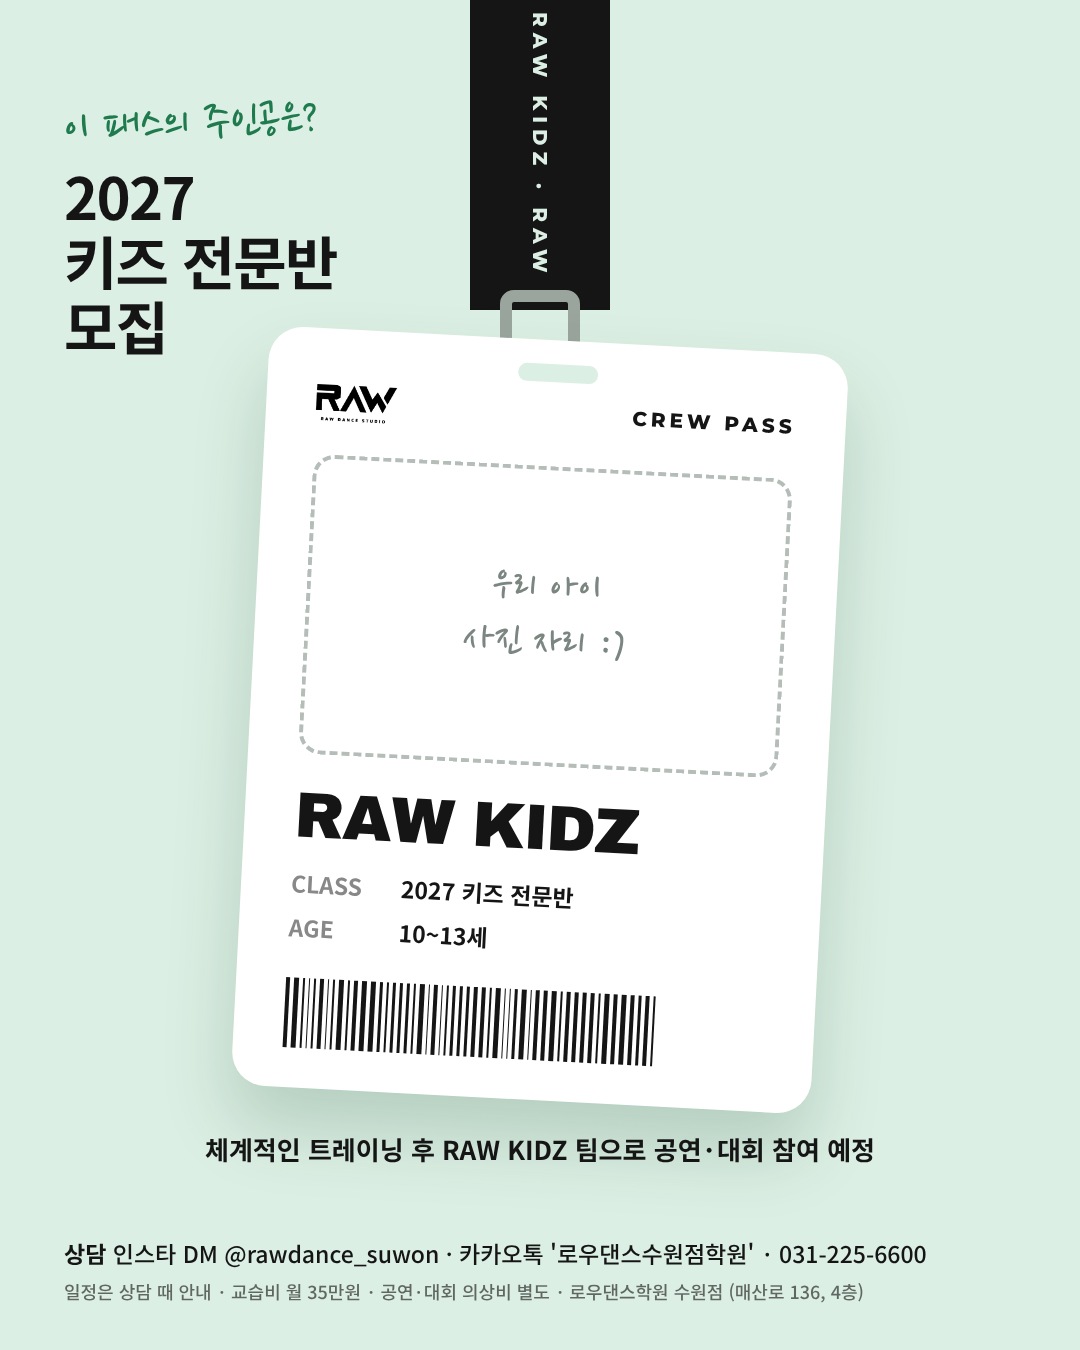 RAW KIDZ · RAW
이 패스의 주인공은?
2027
키즈 전문반
모집
RAW
RAW DANCE STUDIO
CREW PASS
우리 아이
사진 자리 :)
RAW KIDZ
CLASS 2027 키즈 전문반
AGE 10~13세
체계적인 트레이닝 후 RAW KIDZ 팀으로 공연·대회 참여 예정
상담 인스타 DM @rawdance_suwon · 카카오톡 '로우댄스수원점학원' · 031-225-6600
일정은 상담 때 안내 · 교습비 월 35만원 · 공연·대회 의상비 별도 · 로우댄스학원 수원점 (매산로 136, 4층)